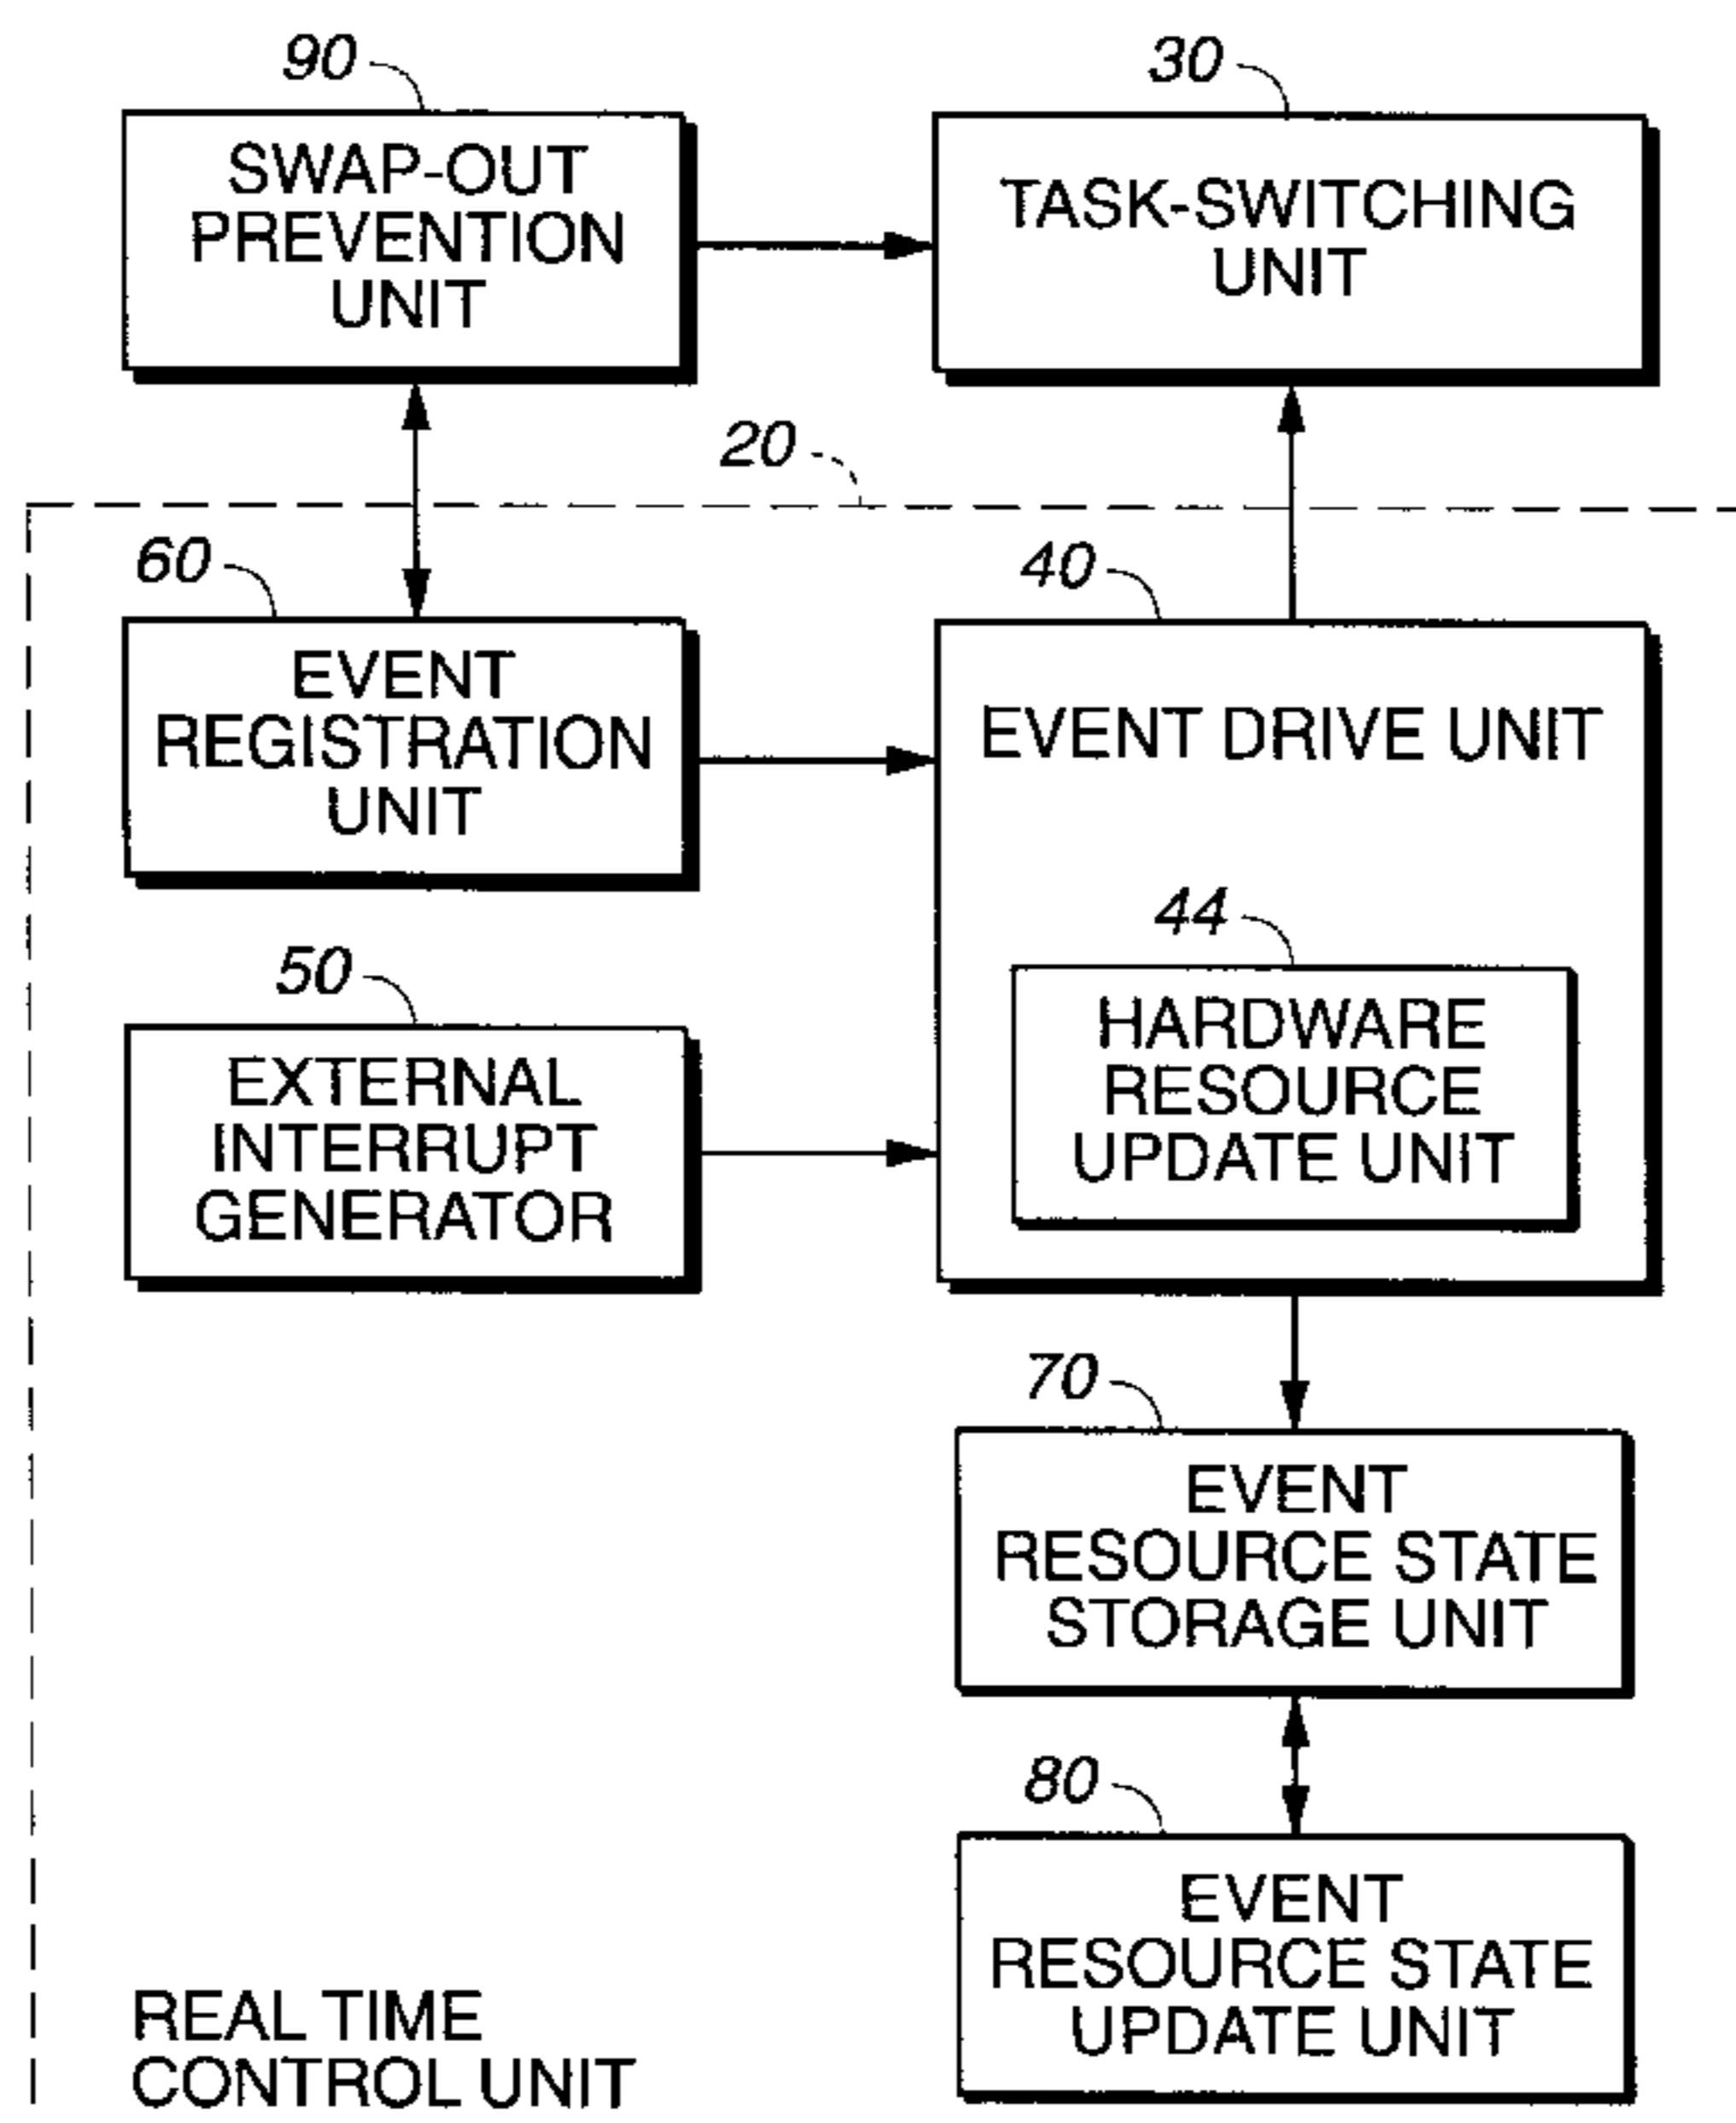 90
SWAP-OUT
PREVENTION
UNIT
30
TASK-SWITCHING
UNIT
20
60
EVENT
REGISTRATION
UNIT
40
EVENT DRIVE UNIT
44
HARDWARE
RESOURCE
UPDATE UNIT
50
EXTERNAL
INTERRUPT
GENERATOR
70
EVENT
RESOURCE STATE
STORAGE UNIT
80
EVENT
RESOURCE STATE
UPDATE UNIT
REAL TIME
CONTROL UNIT